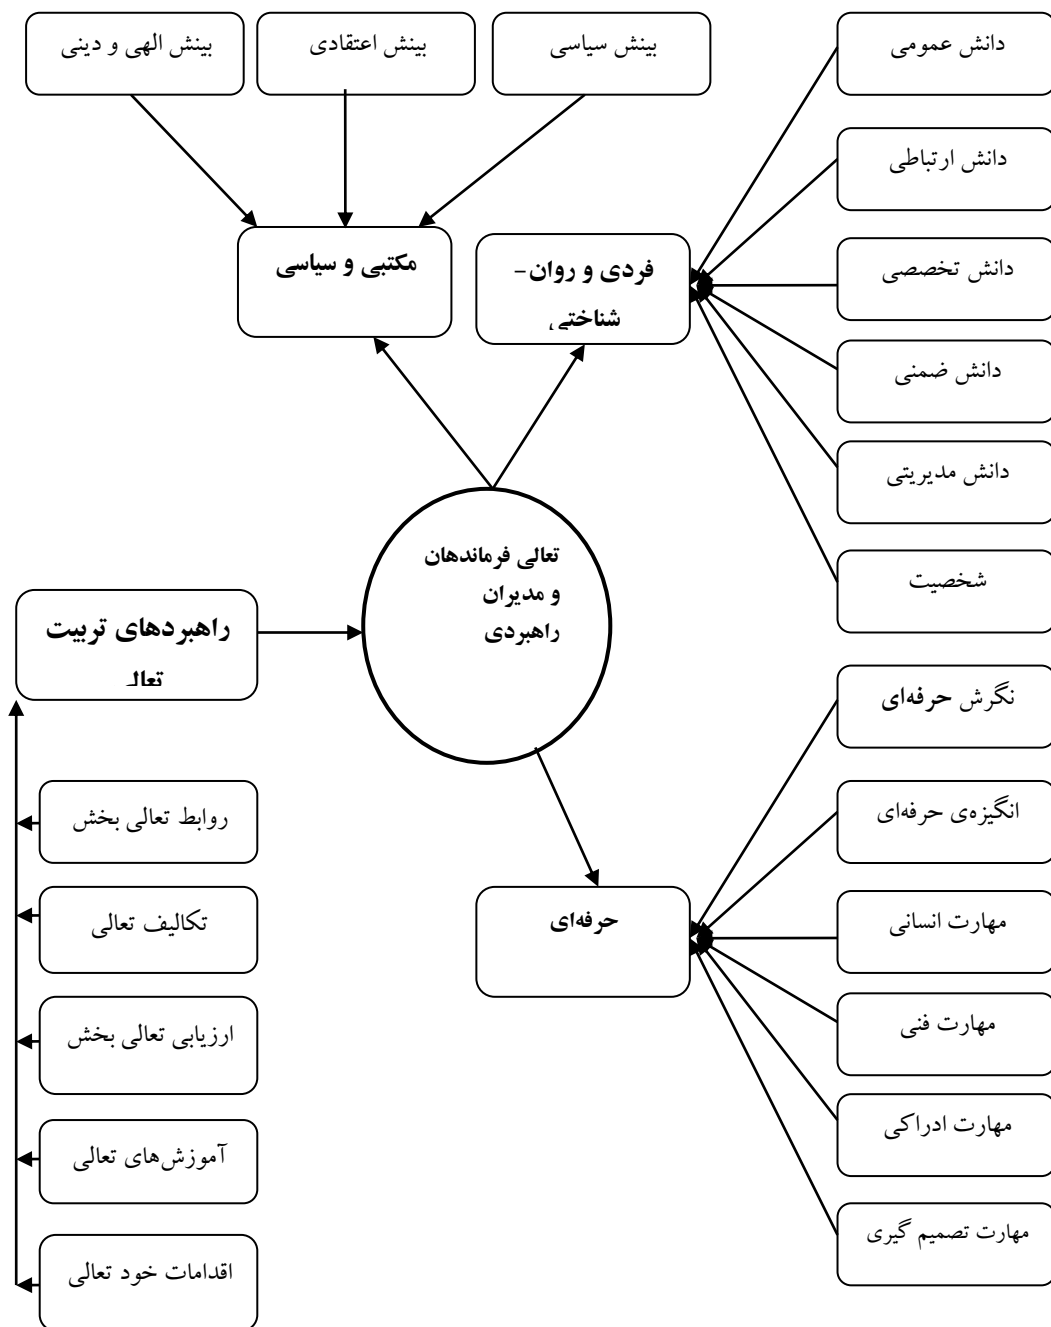 بینش سیاسی
بینش اعتقادی
بینش الهی و دینی
دانش عمومی
دانش ارتباطی
دانش تخصصی
دانش ضمنی
دانش مدیریتی
شخصیت
مکتبی و سیاسی
فردی و روان-
شناختی
تعالی فرماندهان
و مدیران
راهبردی
راهبردهای تربیت
تعالی
روابط تعالی بخش
تکالیف تعالی
ارزیابی تعالی بخش
آموزش‌های تعالی
اقدامات خود تعالی
حرفه‌ای
نگرش حرفه‌ای
انگیزه‌ی حرفه‌ای
مهارت انسانی
مهارت فنی
مهارت ادراکی
مهارت تصمیم گیری